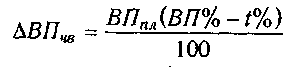 ΔВП_чв = ВП_пл(ВП% – t%) / 100